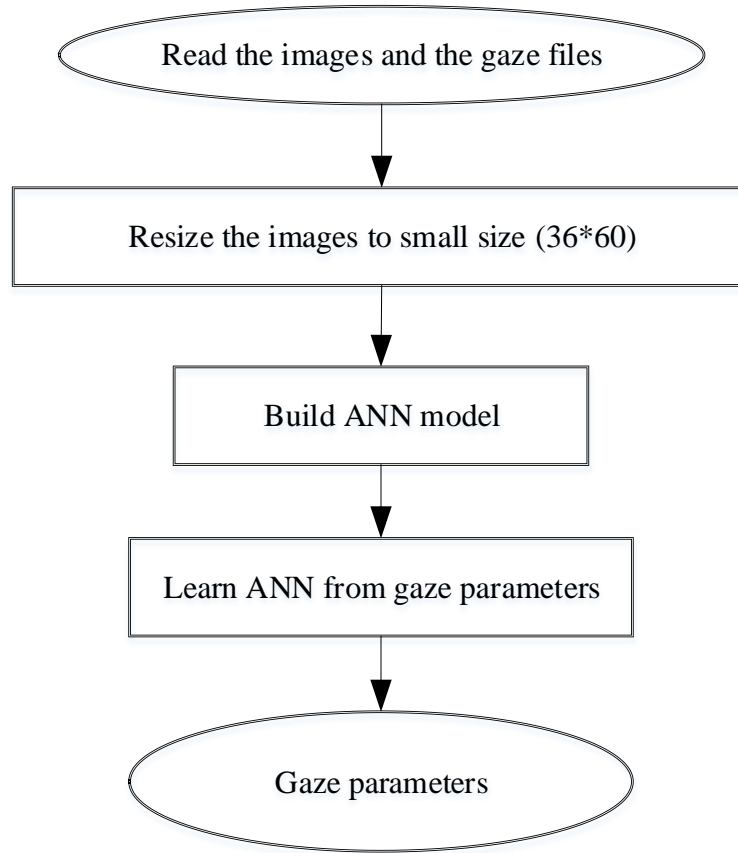 Read the images and the gaze files
Resize the images to small size (36*60)
Build ANN model
Learn ANN from gaze parameters
Gaze parameters